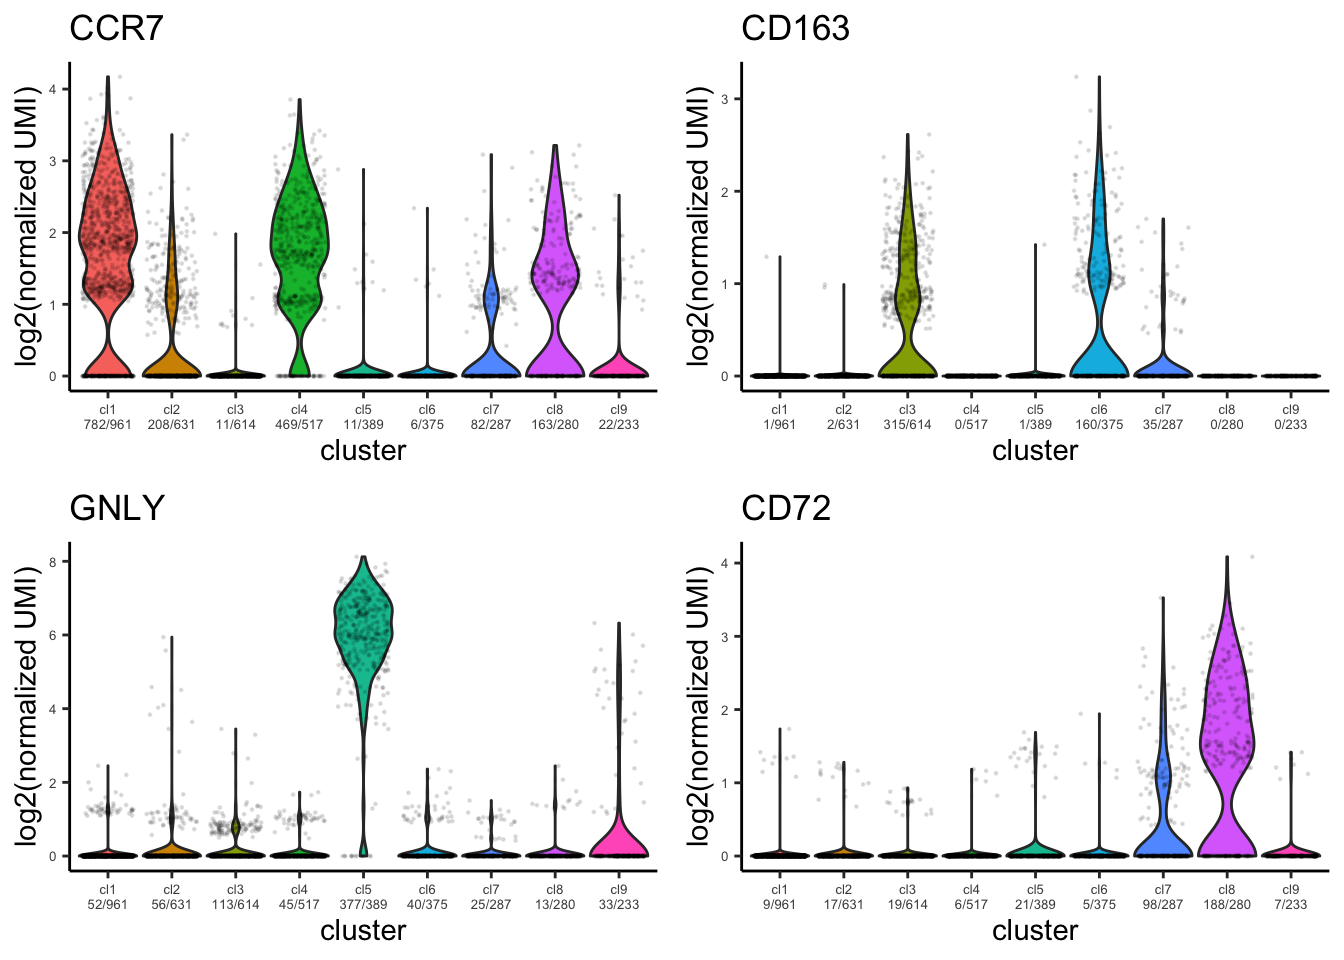 CCR7
log2(normalized UMI)
4
3
2
1
0
cl1 cl2 cl3 cl4 cl5 cl6 cl7 cl8 cl9
782/961 208/631 11/614 469/517 11/389 6/375 82/287 163/280 22/233
cluster
CD163
log2(normalized UMI)
3
2
1
0
cl1 cl2 cl3 cl4 cl5 cl6 cl7 cl8 cl9
1/961 2/631 315/614 0/517 1/389 160/375 35/287 0/280 0/233
cluster
GNLY
log2(normalized UMI)
8
6
4
2
0
cl1 cl2 cl3 cl4 cl5 cl6 cl7 cl8 cl9
52/961 56/631 113/614 45/517 377/389 40/375 25/287 13/280 33/233
cluster
CD72
log2(normalized UMI)
4
3
2
1
0
cl1 cl2 cl3 cl4 cl5 cl6 cl7 cl8 cl9
9/961 17/631 19/614 6/517 21/389 5/375 98/287 188/280 7/233
cluster